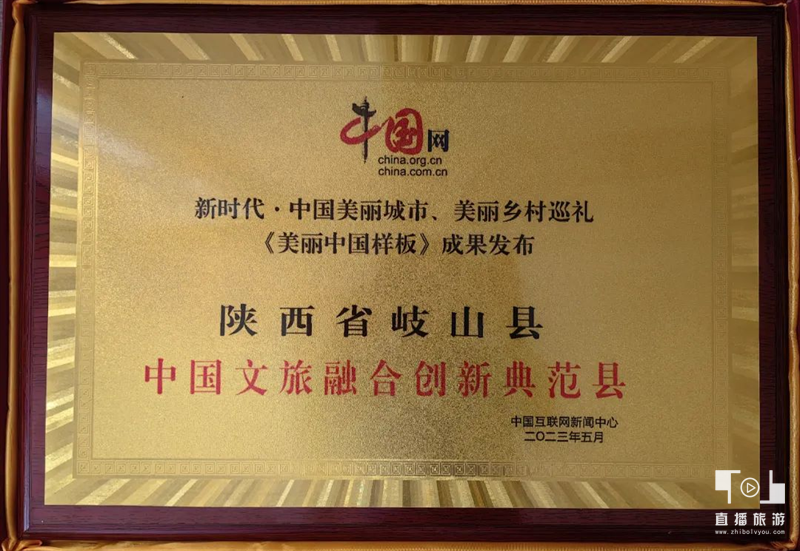 中国网
china.org.cn
china.com.cn
新时代·中国美丽城市、美丽乡村巡礼
《美丽中国样板》成果发布
陕西省岐山县
中国文旅融合创新典范县
中国互联网新闻中心
二〇二三年五月
直播旅游
www.zhibolvyou.com